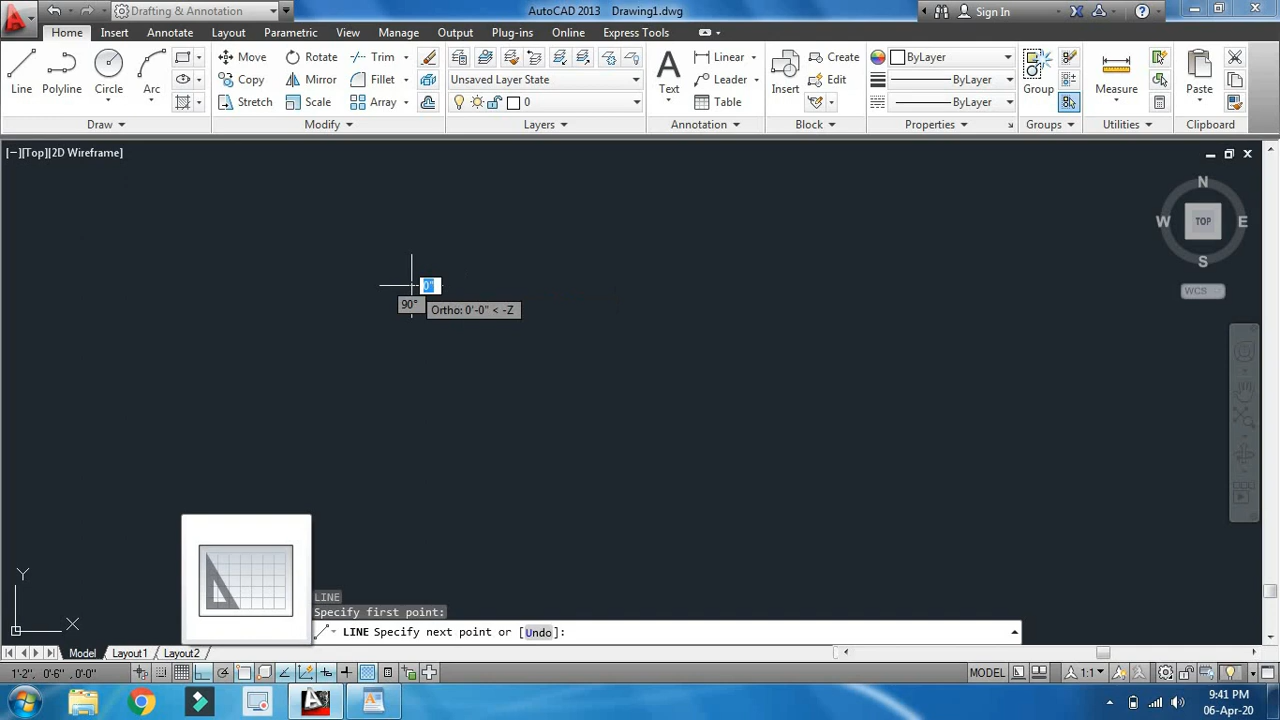 Drafting & Annotation
AutoCAD 2013 Drawing1.dwg
Sign In
Home Insert Annotate Layout Parametric View Manage Output Plug-ins Online Express Tools
Move Rotate Trim Linear Create ByLayer
Line Polyline Circle Arc Copy Mirror Fillet Unsaved Layer State Text Leader Insert Edit ByLayer Group Measure Paste
Stretch Scale Array 0 Table ByLayer
Draw Modify Layers Annotation Block Properties Groups Utilities Clipboard
[−][Top][2D Wireframe]
N
W TOP E
S
WCS
0"
90°
Ortho: 0'-0" < -Z
Y
X
LINE
Specify first point:
LINE Specify next point or [Undo]:
Model Layout1 Layout2
1'-2", 0'-6", 0'-0" MODEL 1:1
9:41 PM
06-Apr-20